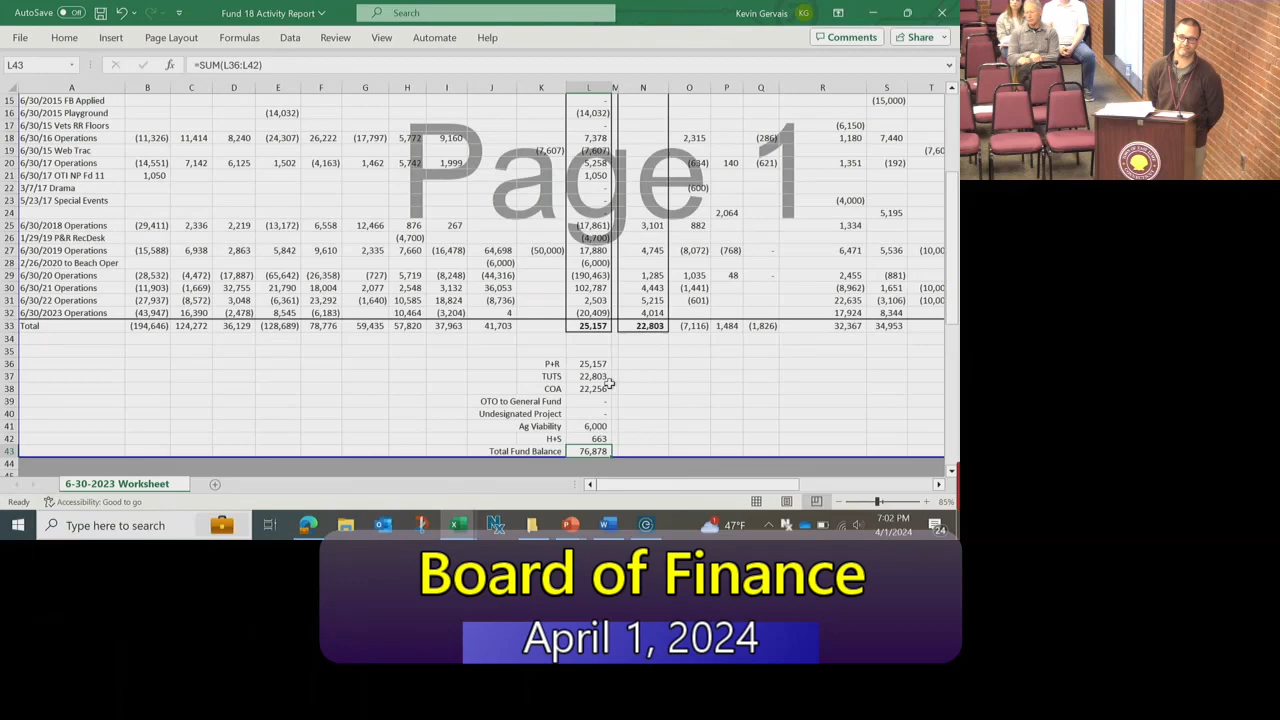 AutoSave Off Fund 18 Activity Report Search Kevin Gervais KG
File Home Insert Draw Page Layout Formulas Data Review View Automate Help Comments Share
L43 fx =SUM(L36:L42)
A B C D E F G H I J K L M N O P Q R S T
15 6/30/2015 FB Applied - (15,000)
16 6/30/2015 Playground (14,032) (14,032)
17 6/30/15 Vets RR Floors - (6,150)
18 6/30/16 Operations (11,326) 11,414 8,240 (24,307) 26,222 (17,797) 5,772 9,160 7,378 2,315 (286) 1,180 7,440
19 6/30/15 Web Trac (7,607) (7,607) (7,60
20 6/30/17 Operations (14,551) 7,142 6,125 1,502 (4,163) 1,462 5,742 1,999 5,258 (634) 140 (621) 1,351 (192)
21 6/30/17 OTI NP Fd 11 1,050 1,050
22 3/7/17 Drama - (600)
23 5/23/17 Special Events - (4,000)
24 2,064 5,195
25 6/30/2018 Operations (29,411) 2,336 2,219 (13,172) 6,558 12,466 876 267 (17,861) 3,101 882 1,334
26 1/29/19 P&R RecDesk (4,700) (4,700)
27 6/30/2019 Operations (15,588) 6,938 2,863 5,842 9,610 2,335 7,660 (16,478) 64,698 (50,000) 17,880 4,745 (8,072) (768) - 6,471 5,536 (10,00
28 2/26/2020 to Beach Oper (6,000) (6,000)
29 6/30/20 Operations (28,532) (4,472) (17,887) (65,642) (26,358) (727) 5,719 (8,248) (44,316) (190,463) 1,285 1,035 48 - 2,455 (881)
30 6/30/21 Operations (11,903) (1,669) 32,755 21,790 18,004 2,077 2,548 3,132 36,053 102,787 4,443 (1,441) (8,962) 1,651 (10,00
31 6/30/22 Operations (27,937) (8,572) 3,048 (6,361) 23,292 (1,640) 10,585 18,824 (8,736) 2,503 5,215 (601) 22,635 (3,106) (10,00
32 6/30/2023 Operations (43,947) 16,390 (2,478) 8,545 (6,183) 10,464 (3,204) 4 (20,409) 4,014 17,924 8,344
33 Total (194,646) 124,272 36,129 (128,689) 78,776 59,435 57,820 37,963 41,703 25,157 22,803 (7,116) 1,484 (1,826) 32,367 34,953
34
35
36 P+R 25,157
37 TUTS 22,803
38 COA 22,256
39 OTO to General Fund -
40 Undesignated Project -
41 Ag Viability 6,000
42 H+S 663
43 Total Fund Balance 76,878
44
Page 1
6-30-2023 Worksheet
Ready Accessibility: Good to go 85%
Type here to search 47°F 7:02 PM
4/1/2024 24
Board of Finance
April 1, 2024